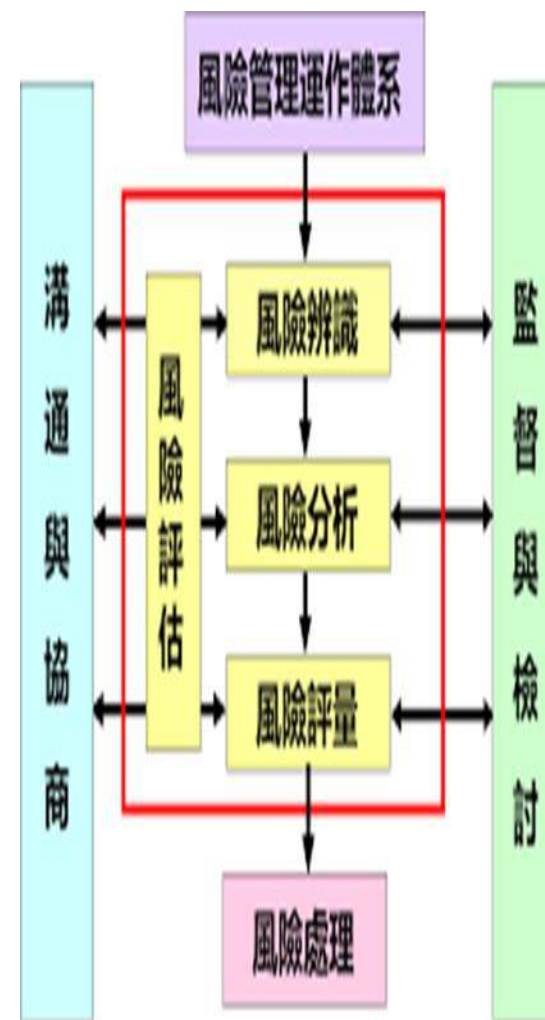 風險管理運作體系
溝通與協商
風險評估
風險辨識
風險分析
風險評量
監督與檢討
風險處理